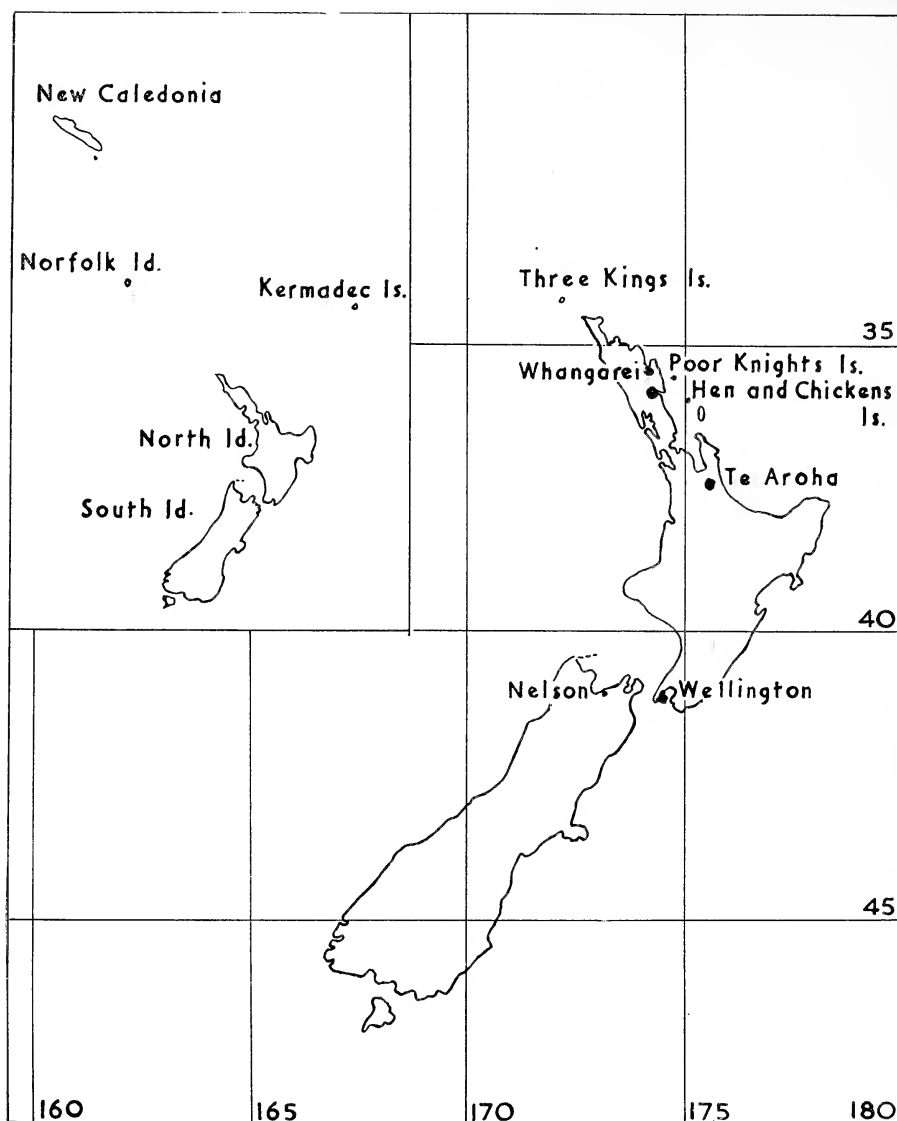 New Caledonia
Norfolk Id.
Kermadec Is.
North Id.
South Id.
Three Kings Is.
35
Whangarei
Poor Knights Is.
Hen and Chickens
Is.
Te Aroha
40
Nelson
Wellington
45
160
165
170
175
180